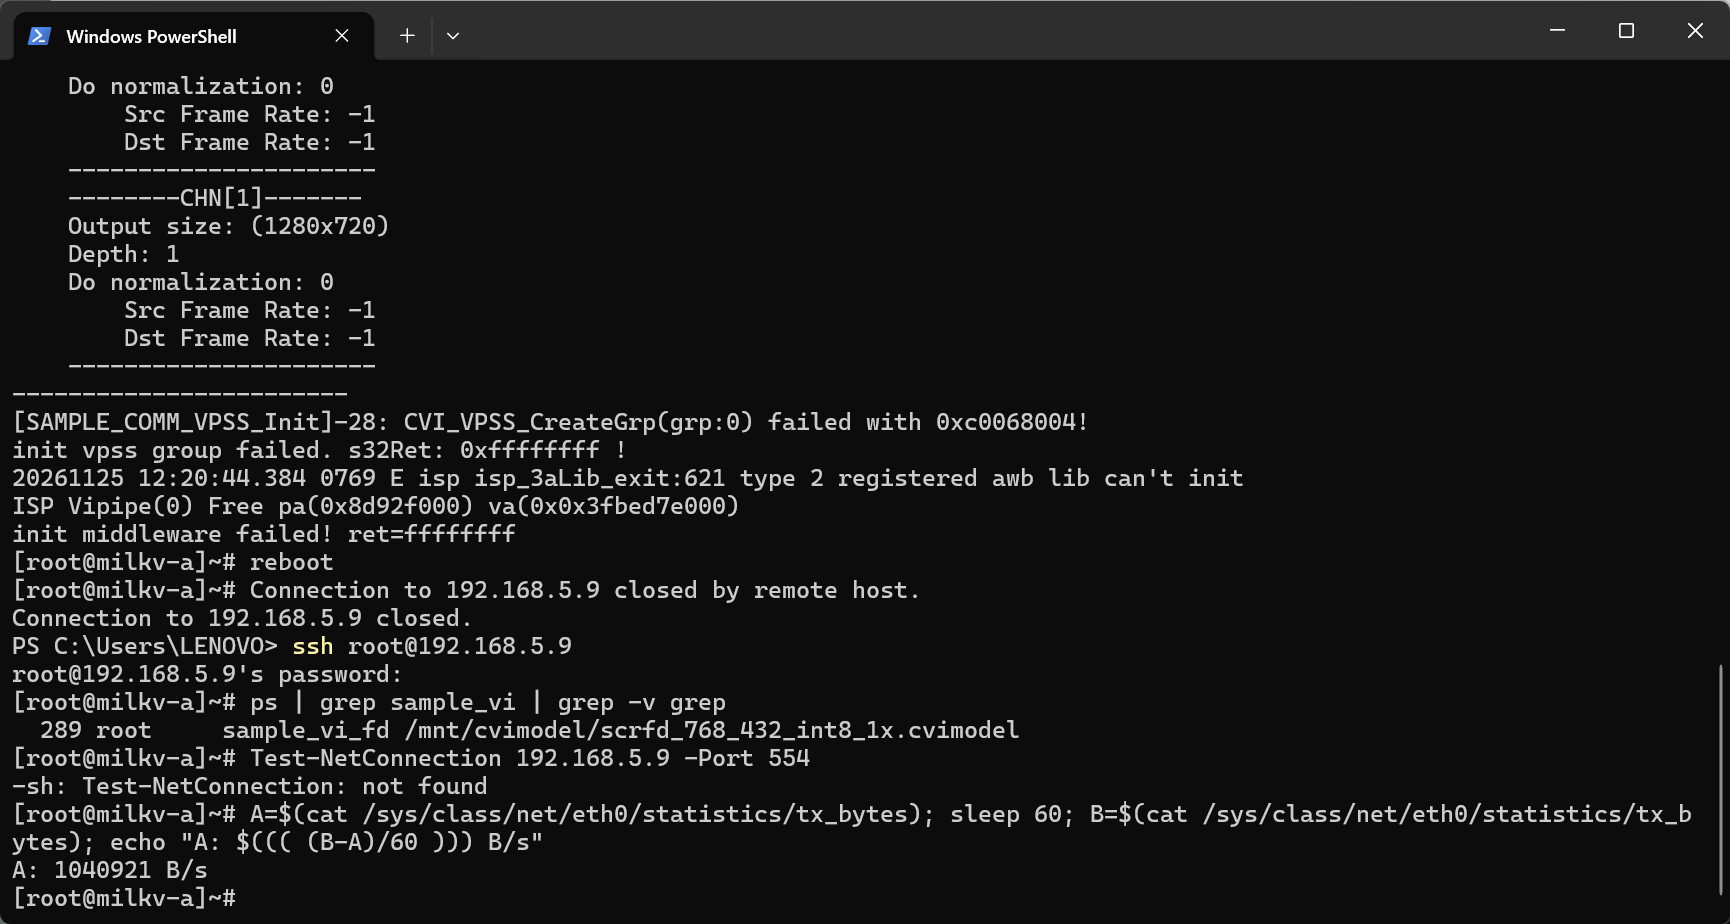 Windows PowerShell
Do normalization: 0
Src Frame Rate: -1
Dst Frame Rate: -1
----------------------
--------CHN[1]-------
Output size: (1280x720)
Depth: 1
Do normalization: 0
Src Frame Rate: -1
Dst Frame Rate: -1
----------------------
------------------------
[SAMPLE_COMM_VPSS_Init]-28: CVI_VPSS_CreateGrp(grp:0) failed with 0xc0068004!
init vpss group failed. s32Ret: 0xffffffff !
20261125 12:20:44.384 0769 E isp isp_3aLib_exit:621 type 2 registered awb lib can't init
ISP Vipipe(0) Free pa(0x8d92f000) va(0x0x3fbed7e000)
init middleware failed! ret=ffffffff
[root@milkv-a]~# reboot
[root@milkv-a]~# Connection to 192.168.5.9 closed by remote host.
Connection to 192.168.5.9 closed.
PS C:\Users\LENOVO> ssh root@192.168.5.9
root@192.168.5.9's password:
[root@milkv-a]~# ps | grep sample_vi | grep -v grep
289 root     sample_vi_fd /mnt/cvimodel/scrfd_768_432_int8_1x.cvimodel
[root@milkv-a]~# Test-NetConnection 192.168.5.9 -Port 554
-sh: Test-NetConnection: not found
[root@milkv-a]~# A=$(cat /sys/class/net/eth0/statistics/tx_bytes); sleep 60; B=$(cat /sys/class/net/eth0/statistics/tx_b
ytes); echo "A: $((( (B-A)/60 ))) B/s"
A: 1040921 B/s
[root@milkv-a]~#